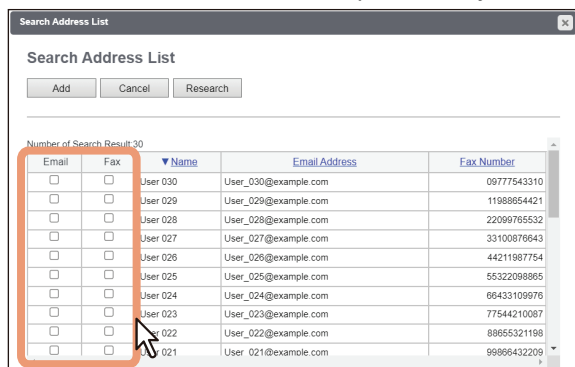 Search Address List
Search Address List
Add Cancel Research
Number of Search Result:30
Email Fax ▼Name Email Address Fax Number
User 030 User_030@example.com 09777543310
User 029 User_029@example.com 11988654421
User 028 User_028@example.com 22099765532
User 027 User_027@example.com 33100876643
User 026 User_026@example.com 44211987754
User 025 User_025@example.com 55322098865
User 024 User_024@example.com 66433109976
User 023 User_023@example.com 77544210087
User 022 User_022@example.com 88655321198
User 021 User_021@example.com 99866432209